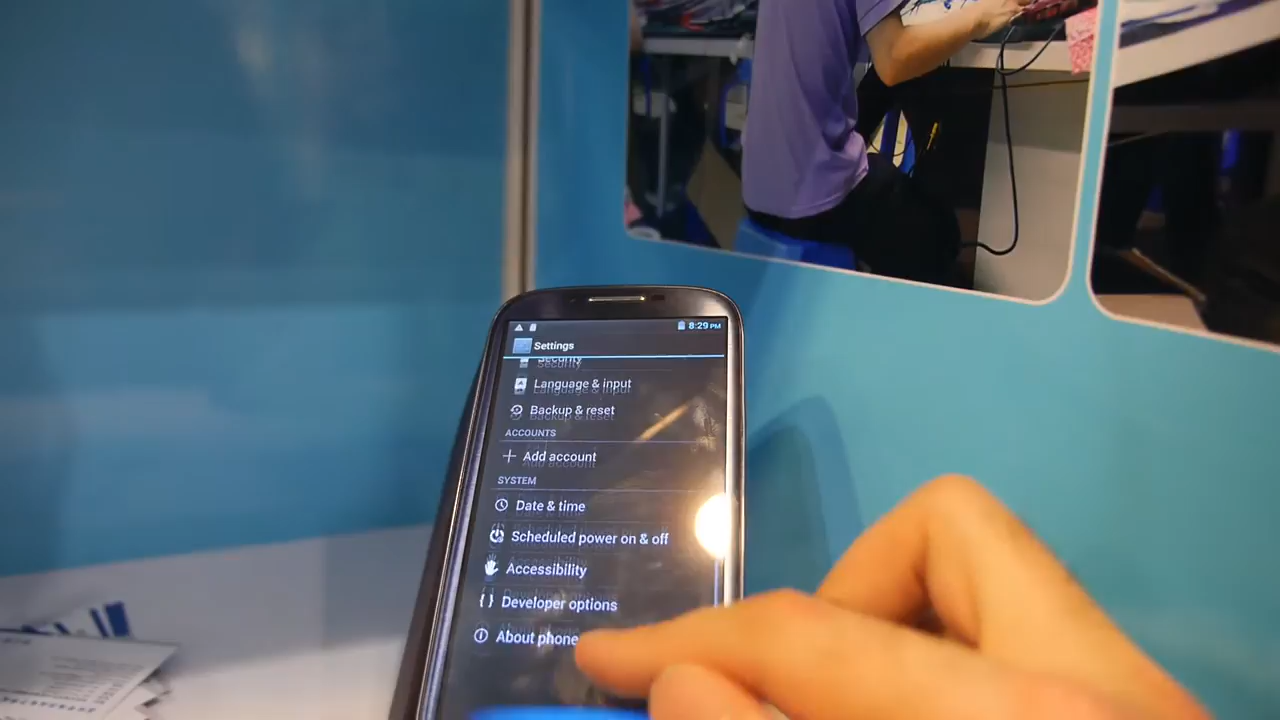 8:29 PM
Settings
Security
Language & input
Backup & reset
ACCOUNTS
Add account
SYSTEM
Date & time
Scheduled power on & off
Accessibility
Developer options
About phone